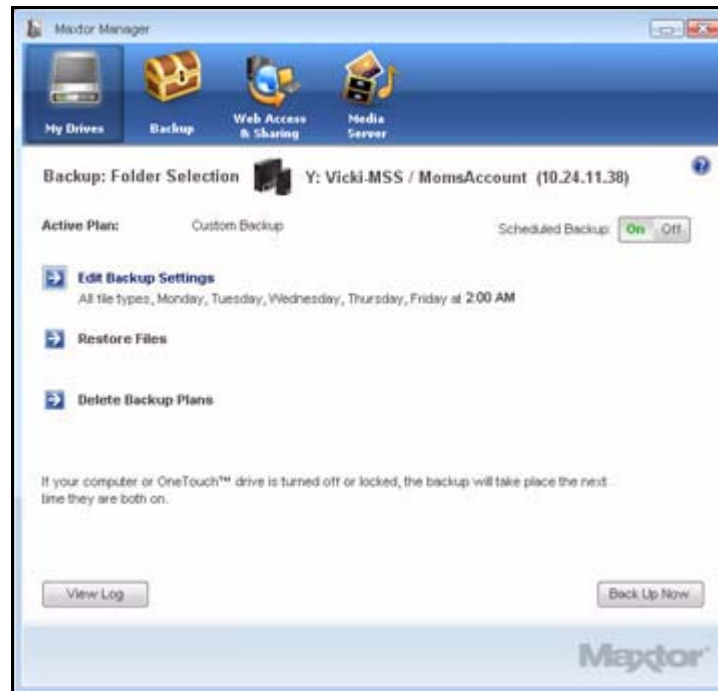 Maxtor Manager
My Drives
Backup
Web Access
& Sharing
Media
Server
Backup: Folder Selection
Y: Vicki-MSS / MomsAccount (10.24.11.38)
Active Plan:
Custom Backup
Scheduled Backup:
On
Off
Edit Backup Settings
All file types, Monday, Tuesday, Wednesday, Thursday, Friday at 2:00 AM
Restore Files
Delete Backup Plans
If your computer or OneTouch™ drive is turned off or locked, the backup will take place the next
time they are both on.
View Log
Back Up Now
Maxtor